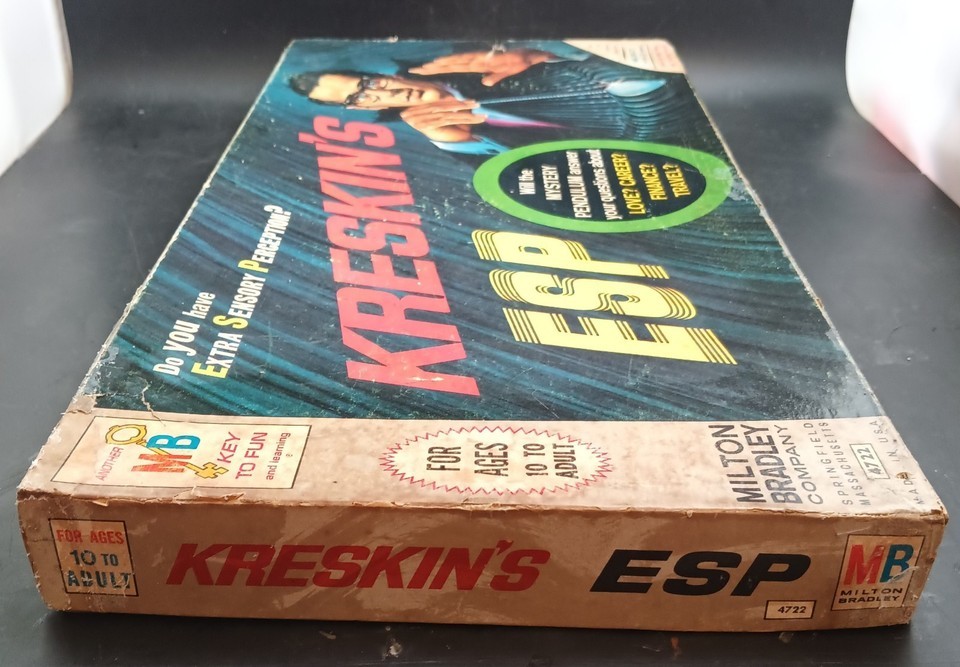 Do you have
EXTRA SENSORY PERCEPTION?
KRESKIN'S
ESP
Will the
MYSTERY
PENDULUM answer
your questions about
LOVE? CAREER?
FINANCE?
TRAVEL?
ANOTHER
MB
KEY
TO FUN
and learning
FOR
AGES
10 TO
ADULT
MILTON
BRADLEY
COMPANY
SPRINGFIELD
MASSACHUSETTS
4722
MADE IN U.S.A.
FOR AGES
10 TO
ADULT
KRESKIN'S ESP
4722
MB
MILTON
BRADLEY